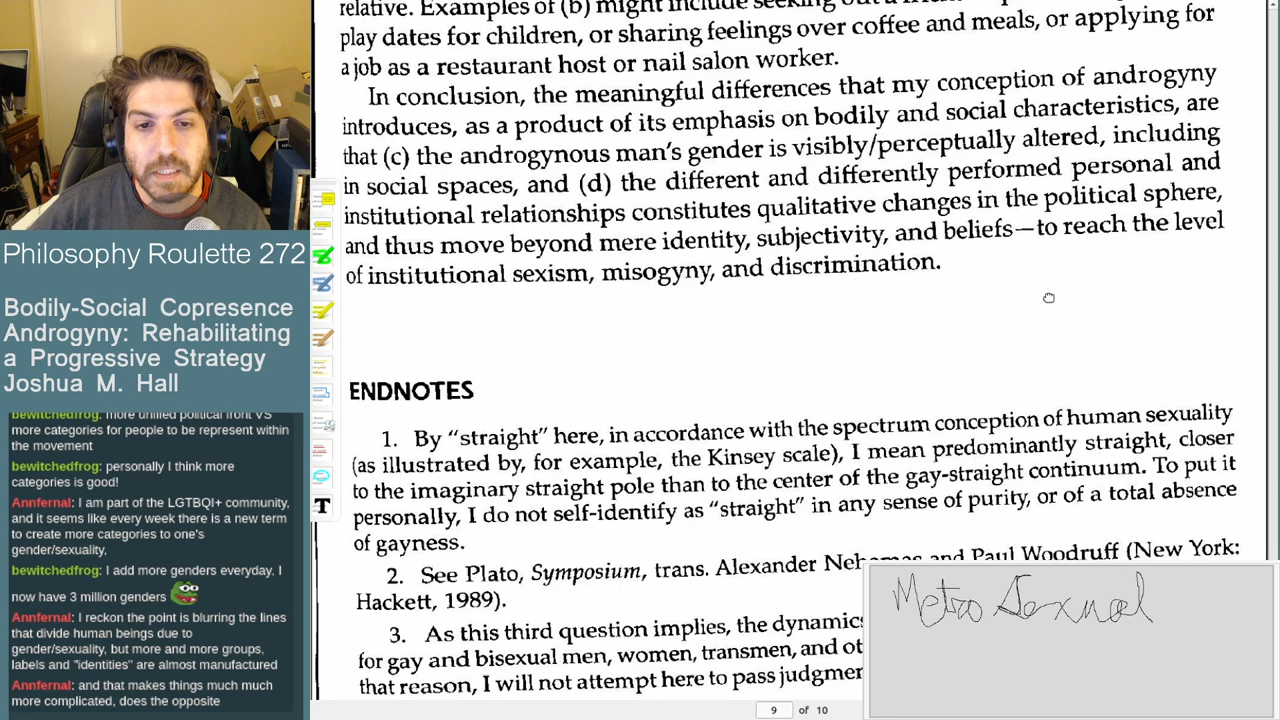 relative. Examples of (b) might include seeking out a
play dates for children, or sharing feelings over coffee and meals, or applying for
a job as a restaurant host or nail salon worker.
In conclusion, the meaningful differences that my conception of androgyny
introduces, as a product of its emphasis on bodily and social characteristics, are
that (c) the androgynous man's gender is visibly/perceptually altered, including
in social spaces, and (d) the different and differently performed personal and
institutional relationships constitutes qualitative changes in the political sphere,
and thus move beyond mere identity, subjectivity, and beliefs—to reach the level
of institutional sexism, misogyny, and discrimination.
ENDNOTES
1. By "straight" here, in accordance with the spectrum conception of human sexuality
(as illustrated by, for example, the Kinsey scale), I mean predominantly straight, closer
to the imaginary straight pole than to the center of the gay-straight continuum. To put it
personally, I do not self-identify as "straight" in any sense of purity, or of a total absence
of gayness.
2. See Plato, Symposium, trans. Alexander Nehamas and Paul Woodruff (New York:
Hackett, 1989).
3. As this third question implies, the dynamics
for gay and bisexual men, women, transmen, and
that reason, I will not attempt here to pass
9 of 10
Metro Sexual
T
Philosophy Roulette 272
Bodily-Social Copresence
Androgyny: Rehabilitating
a Progressive Strategy
Joshua M. Hall
bewitchedfrog: more unified political front VS
more categories for people to be represent within
the movement
bewitchedfrog: personally I think more
categories is good!
Annfernal: I am part of the LGTBQI+ community,
and it seems like every week there is a new term
to create more categories to one's
gender/sexuality,
bewitchedfrog: I add more genders everyday, I
now have 3 million genders
Annfernal: I reckon the point is blurring the lines
that divide human beings due to
gender/sexuality, but more and more groups,
labels and "identities" are almost manufactured
Annfernal: and that makes things much much
more complicated, does the opposite